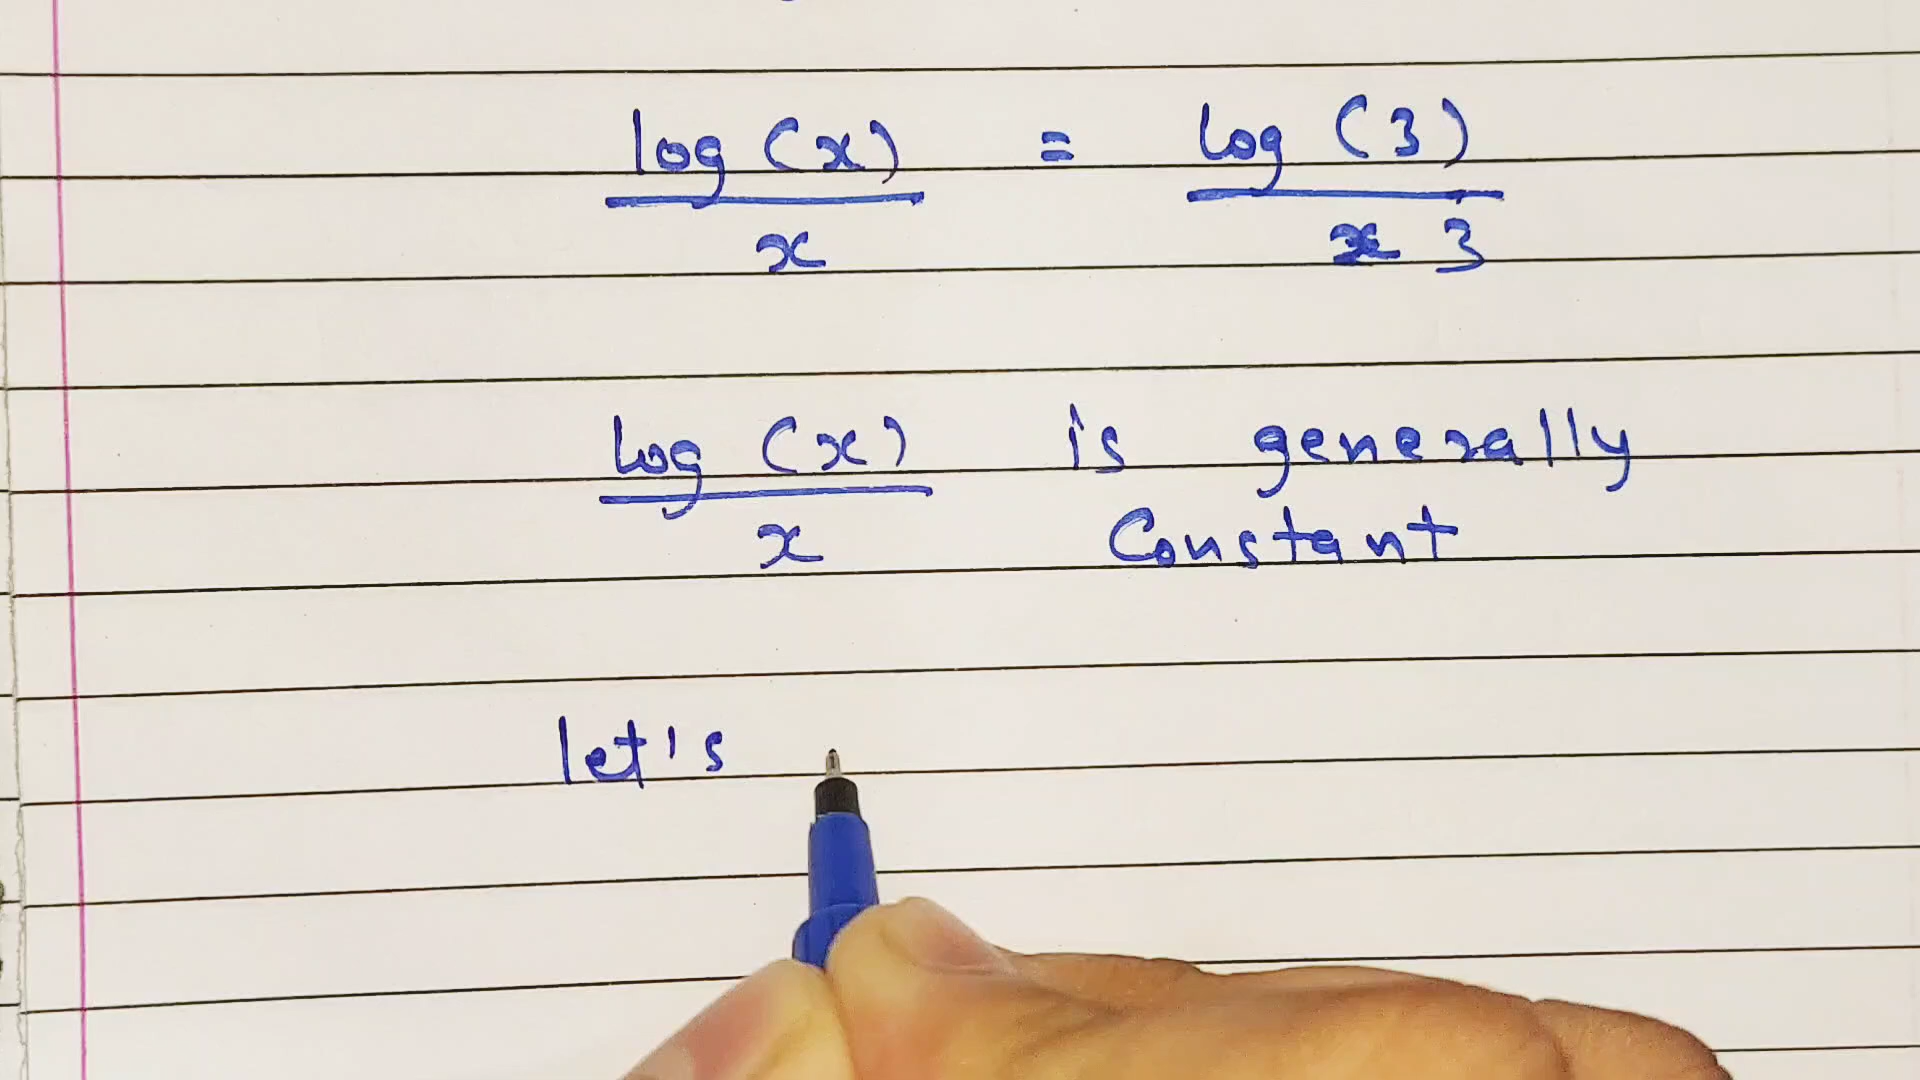 log (x) = log (3)
x 3
log (x) is generally
x constant
let's